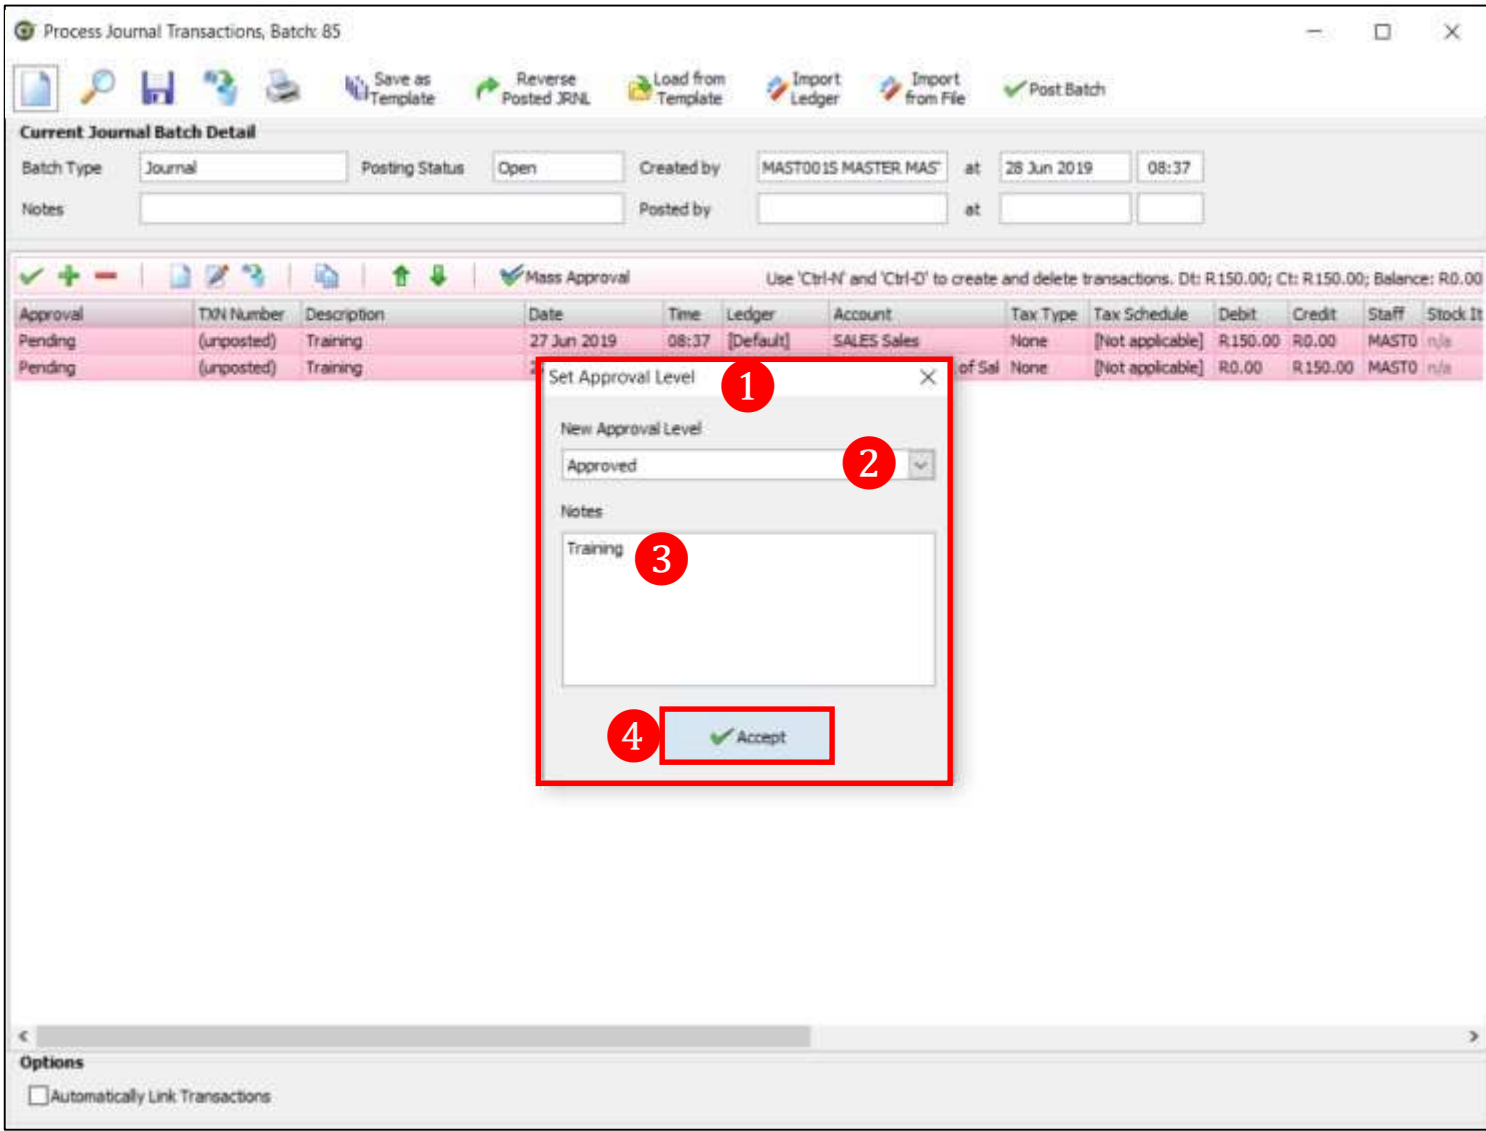 Process Journal Transactions, Batch: 85
Save as Template
Reverse Posted JRNL
Load from Template
Import Ledger
Import from File
Post Batch
Current Journal Batch Detail
Batch Type Journal Posting Status Open Created by MAST001S MASTER MAS at 28 Jun 2019 08:37
Notes Posted by at
Mass Approval Use 'Ctrl-N' and 'Ctrl-D' to create and delete transactions. Dt: R150.00; Ct: R150.00; Balance: R0.00
Approval TXN Number Description Date Time Ledger Account Tax Type Tax Schedule Debit Credit Staff Stock It
Pending (unposted) Training 27 Jun 2019 08:37 [Default] SALES Sales None [Not applicable] R150.00 R0.00 MAST0 n/a
Pending (unposted) Training of Sal None [Not applicable] R0.00 R150.00 MAST0 n/a
Set Approval Level 1
New Approval Level
Approved 2
Notes
Training 3
4 Accept
Options
Automatically Link Transactions